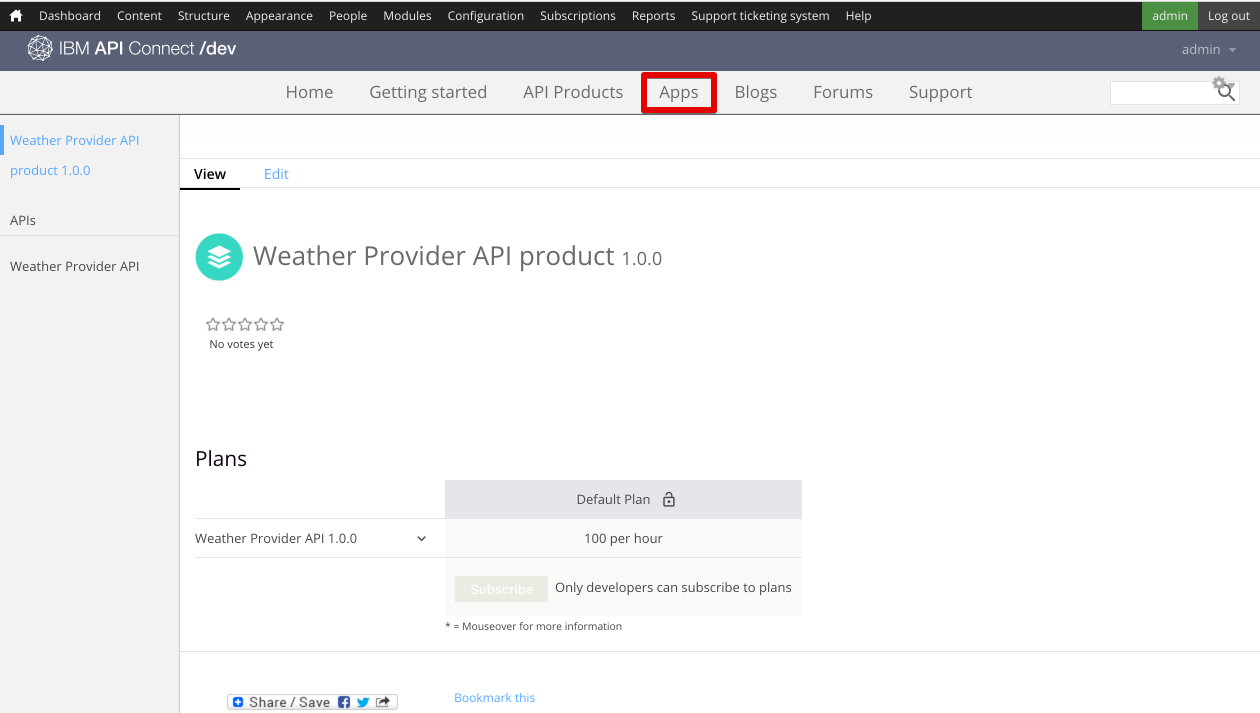 Dashboard Content Structure Appearance People Modules Configuration Subscriptions Reports Support ticketing system Help admin Log out
IBM API Connect /dev admin
Home Getting started API Products Apps Blogs Forums Support
Weather Provider API
product 1.0.0
APIs
Weather Provider API
View Edit
Weather Provider API product 1.0.0
No votes yet
Plans
Default Plan
Weather Provider API 1.0.0 100 per hour
Subscribe Only developers can subscribe to plans
* = Mouseover for more information
Share / Save Bookmark this